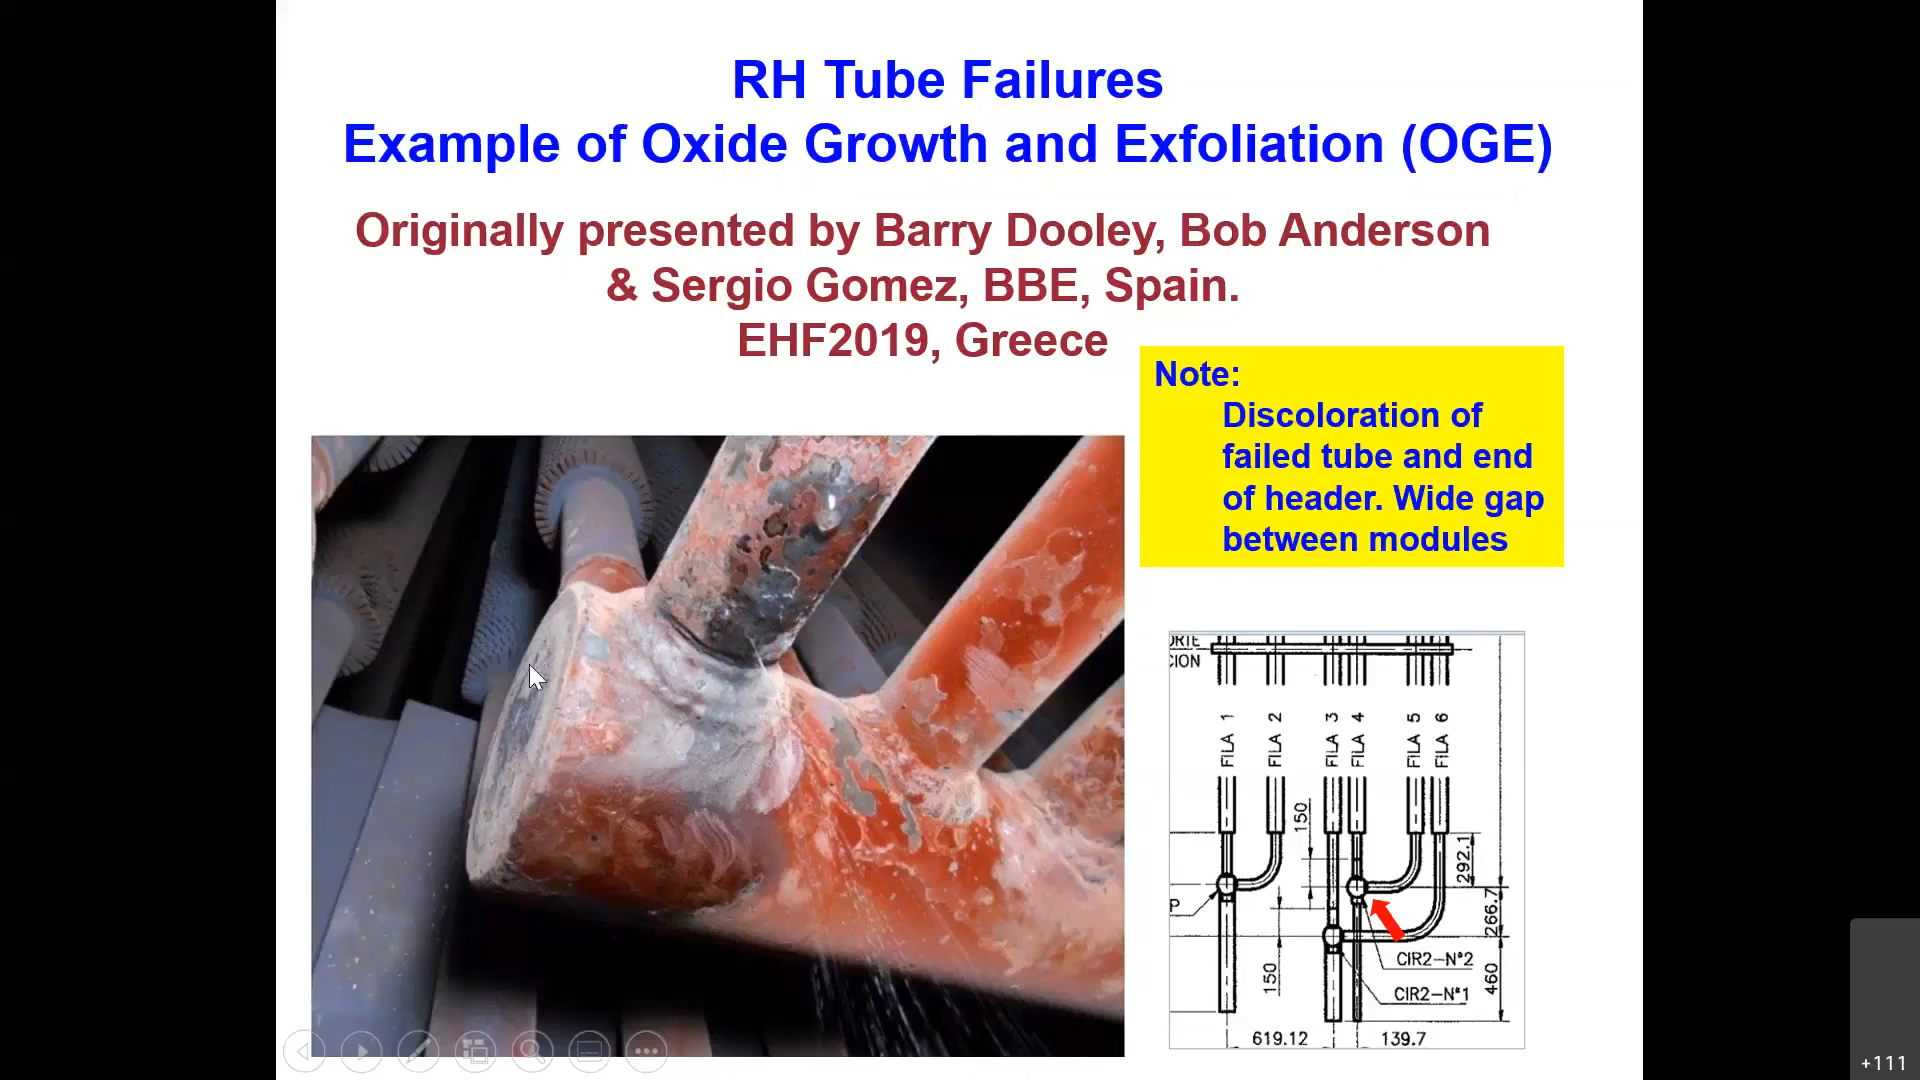 RH Tube Failures
Example of Oxide Growth and Exfoliation (OGE)
Originally presented by Barry Dooley, Bob Anderson
& Sergio Gomez, BBE, Spain.
EHF2019, Greece
Note:
Discoloration of
failed tube and end
of header. Wide gap
between modules
CION
FILA 1
FILA 2
FILA 3
FILA 4
FILA 5
FILA 6
150
292.1
266.7
P
CIR2-Nº2
150
CIR2-Nº1
460
619.12
139.7
+111